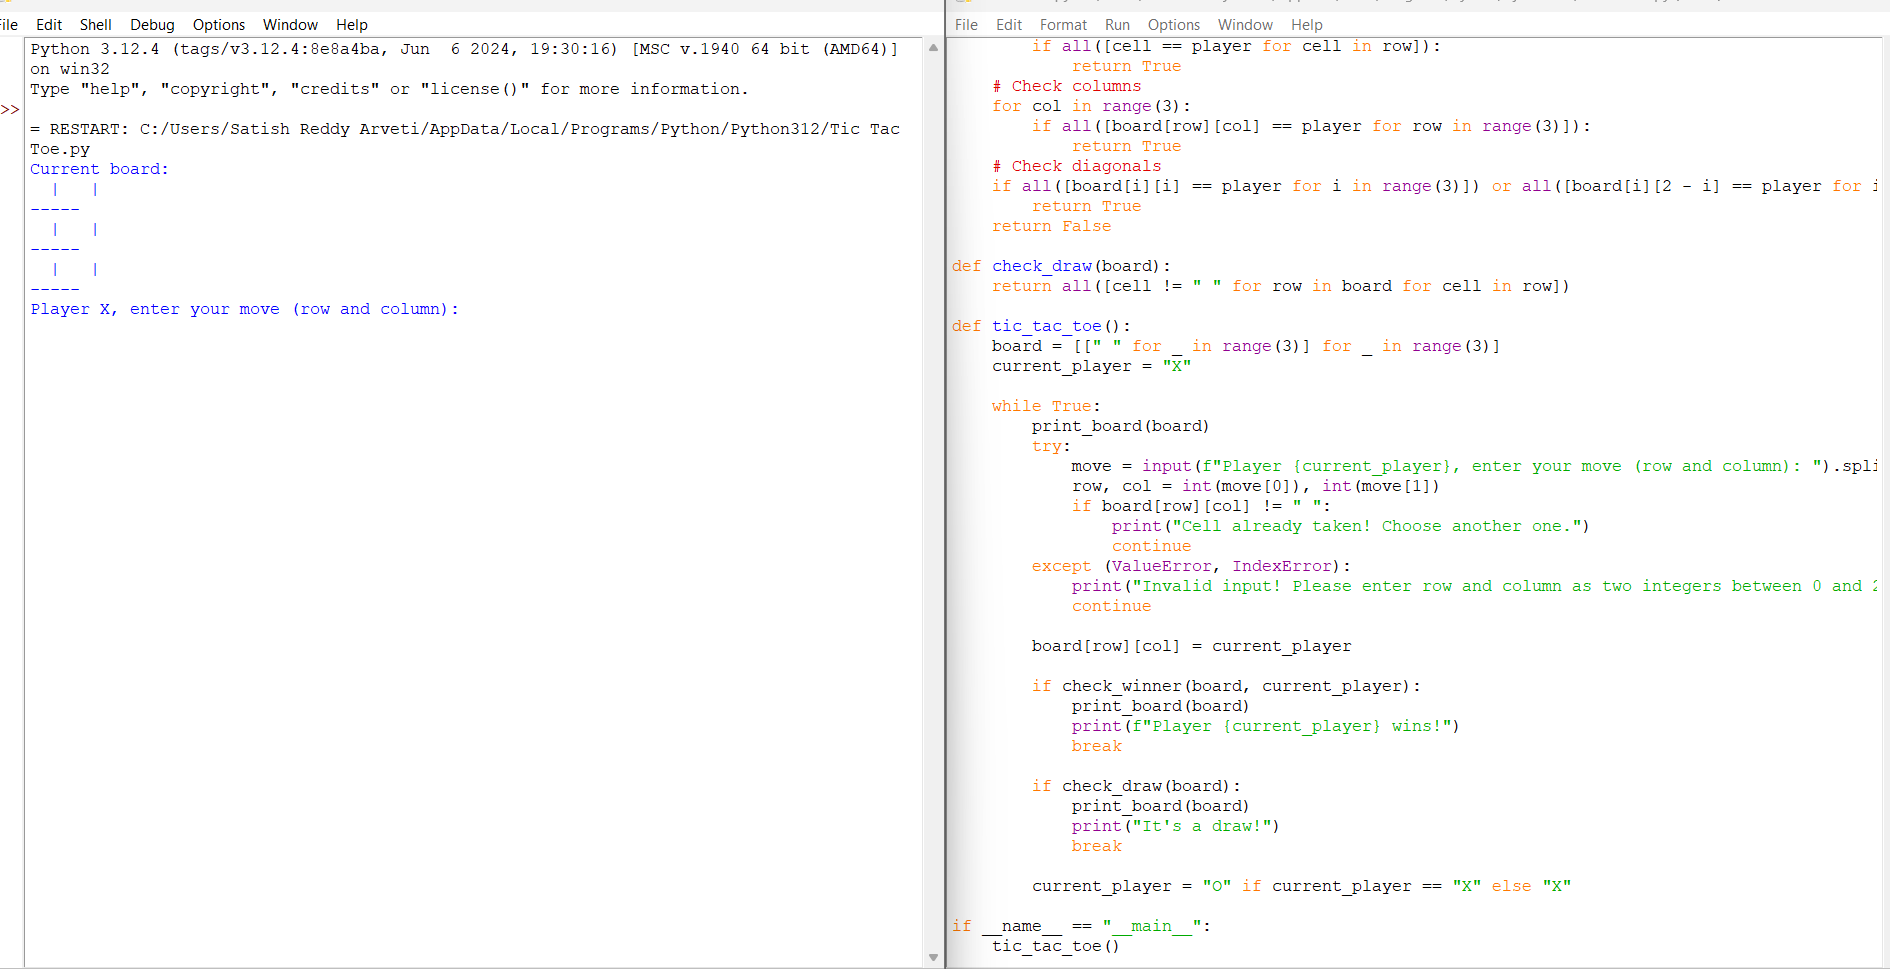 File Edit Shell Debug Options Window Help
Python 3.12.4 (tags/v3.12.4:8e8a4ba, Jun  6 2024, 19:30:16) [MSC v.1940 64 bit (AMD64)]
on win32
Type "help", "copyright", "credits" or "license()" for more information.
>>
= RESTART: C:/Users/Satish Reddy Arveti/AppData/Local/Programs/Python/Python312/Tic Tac
Toe.py
Current board:
  |   |
-----
  |   |
-----
  |   |
-----
Player X, enter your move (row and column):
File Edit Format Run Options Window Help
        if all([cell == player for cell in row]):
            return True
    # Check columns
    for col in range(3):
        if all([board[row][col] == player for row in range(3)]):
            return True
    # Check diagonals
    if all([board[i][i] == player for i in range(3)]) or all([board[i][2 - i] == player for i
        return True
    return False

def check_draw(board):
    return all([cell != " " for row in board for cell in row])

def tic_tac_toe():
    board = [[" " for _ in range(3)] for _ in range(3)]
    current_player = "X"

    while True:
        print_board(board)
        try:
            move = input(f"Player {current_player}, enter your move (row and column): ").spli
            row, col = int(move[0]), int(move[1])
            if board[row][col] != " ":
                print("Cell already taken! Choose another one.")
                continue
        except (ValueError, IndexError):
            print("Invalid input! Please enter row and column as two integers between 0 and 2
            continue

        board[row][col] = current_player

        if check_winner(board, current_player):
            print_board(board)
            print(f"Player {current_player} wins!")
            break

        if check_draw(board):
            print_board(board)
            print("It's a draw!")
            break

        current_player = "O" if current_player == "X" else "X"

if __name__ == "__main__":
    tic_tac_toe()